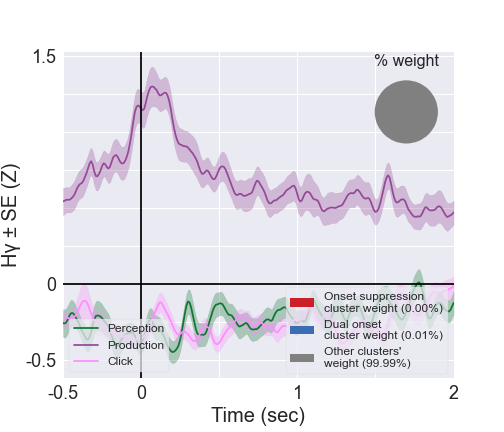 % weight
1.5
0
-0.5
Hγ ± SE (Z)
Perception
Production
Click
Onset suppression
cluster weight (0.00%)
Dual onset
cluster weight (0.01%)
Other clusters'
weight (99.99%)
-0.5
0
1
2
Time (sec)